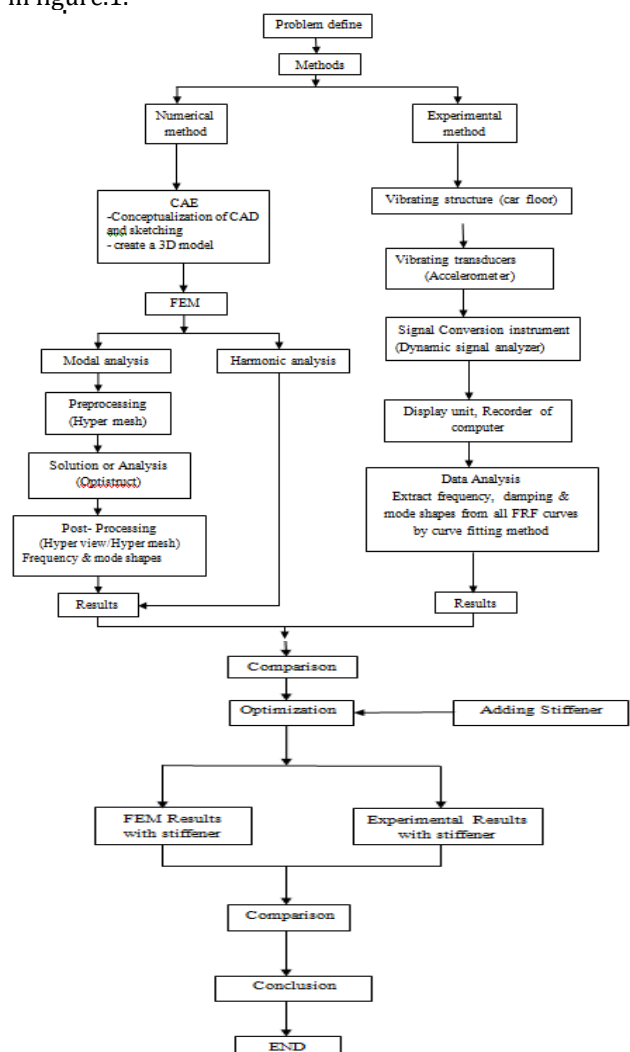 in figure.1.
Problem define
Methods
Numerical
method
Experimental
method
CAE
-Conceptualization of CAD
and sketching
- create a 3D model
Vibrating structure (car floor)
Vibrating transducers
(Accelerometer)
FEM
Signal Conversion instrument
(Dynamic signal analyzer)
Modal analysis
Harmonic analysis
Preprocessing
(Hyper mesh)
Display unit, Recorder of
computer
Solution or Analysis
(Optistruct)
Data Analysis
Extract frequency, damping &
mode shapes from all FRF curves
by curve fitting method
Post- Processing
(Hyper view/Hyper mesh)
Frequency & mode shapes
Results
Results
Comparison
Optimization
Adding Stiffener
FEM Results
with stiffener
Experimental Results
with stiffener
Comparison
Conclusion
END